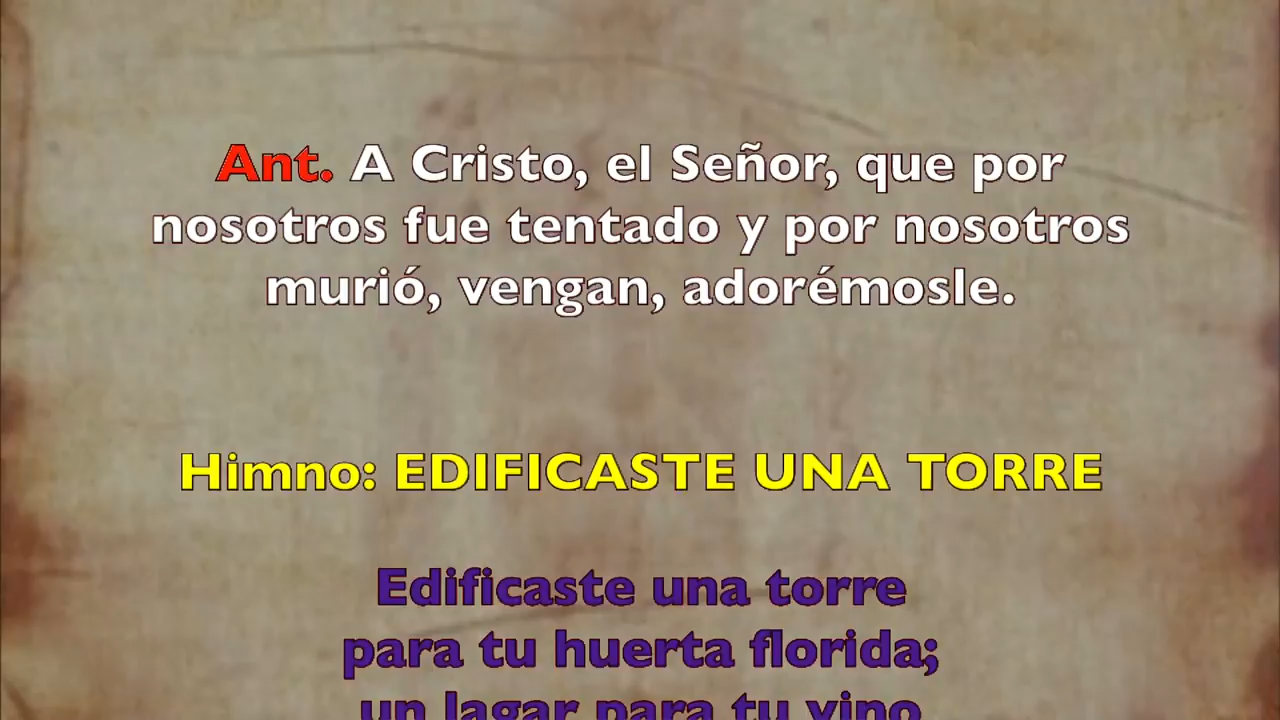 Ant. A Cristo, el Señor, que por
nosotros fue tentado y por nosotros
murió, vengan, adorémosle.
Himno: EDIFICASTE UNA TORRE
Edificaste una torre
para tu huerta florida;
un lagar para tu vino